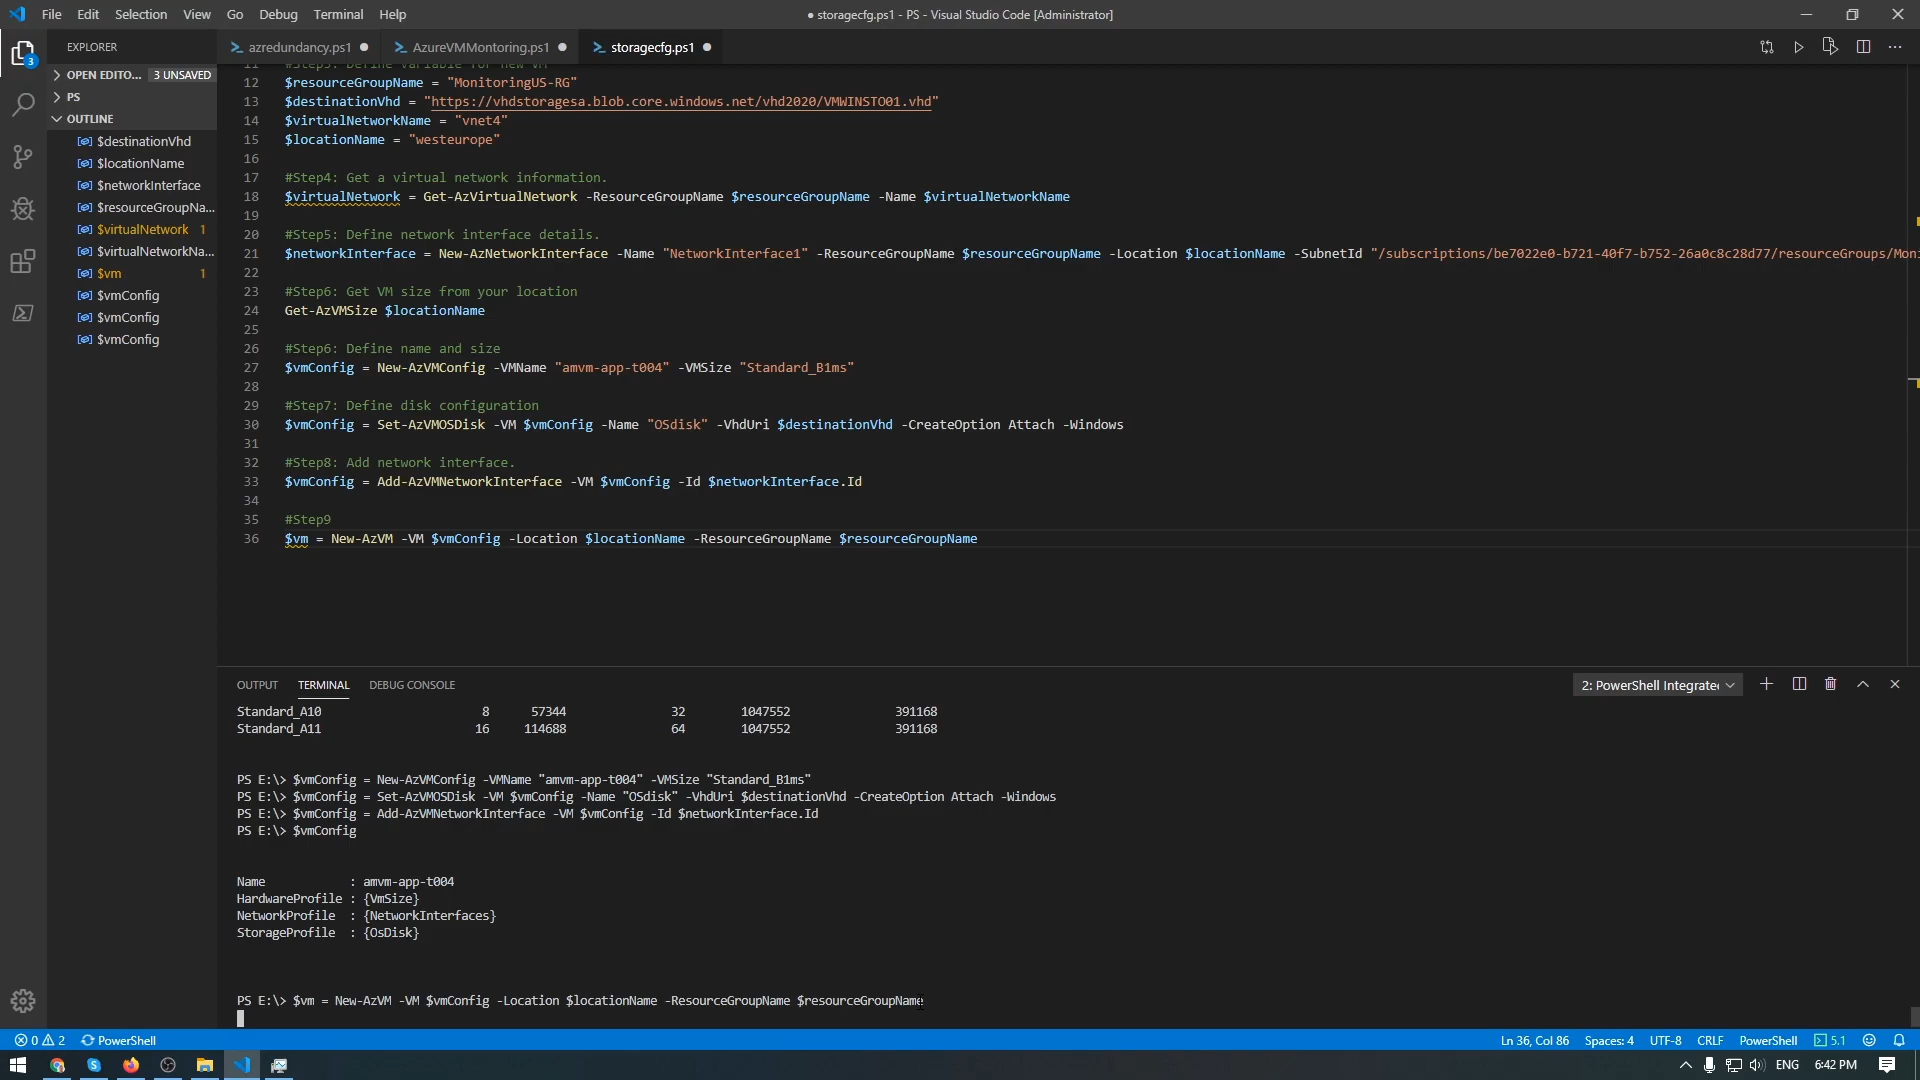 File Edit Selection View Go Debug Terminal Help
● storagecfg.ps1 - PS - Visual Studio Code [Administrator]
3
EXPLORER
OPEN EDITO... 3 UNSAVED
PS
OUTLINE
$destinationVhd
$locationName
$networkInterface
$resourceGroupNa...
$virtualNetwork 1
$virtualNetworkNa...
$vm 1
$vmConfig
$vmConfig
$vmConfig
azredundancy.ps1 ● AzureVMMontoring.ps1 ● storagecfg.ps1 ●
11 #Step3: Define variable for new VM
12 $resourceGroupName = "MonitoringUS-RG"
13 $destinationVhd = "https://vhdstoragesa.blob.core.windows.net/vhd2020/VMWINSTO01.vhd"
14 $virtualNetworkName = "vnet4"
15 $locationName = "westeurope"
16
17 #Step4: Get a virtual network information.
18 $virtualNetwork = Get-AzVirtualNetwork -ResourceGroupName $resourceGroupName -Name $virtualNetworkName
19
20 #Step5: Define network interface details.
21 $networkInterface = New-AzNetworkInterface -Name "NetworkInterface1" -ResourceGroupName $resourceGroupName -Location $locationName -SubnetId "/subscriptions/be7022e0-b721-40f7-b752-26a0c8c28d77/resourceGroups/Moni
22
23 #Step6: Get VM size from your location
24 Get-AzVMSize $locationName
25
26 #Step6: Define name and size
27 $vmConfig = New-AzVMConfig -VMName "amvm-app-t004" -VMSize "Standard_B1ms"
28
29 #Step7: Define disk configuration
30 $vmConfig = Set-AzVMOSDisk -VM $vmConfig -Name "OSdisk" -VhdUri $destinationVhd -CreateOption Attach -Windows
31
32 #Step8: Add network interface.
33 $vmConfig = Add-AzVMNetworkInterface -VM $vmConfig -Id $networkInterface.Id
34
35 #Step9
36 $vm = New-AzVM -VM $vmConfig -Location $locationName -ResourceGroupName $resourceGroupName
OUTPUT TERMINAL DEBUG CONSOLE
2: PowerShell Integrate
Standard_A10 8 57344 32 1047552 391168
Standard_A11 16 114688 64 1047552 391168
PS E:\> $vmConfig = New-AzVMConfig -VMName "amvm-app-t004" -VMSize "Standard_B1ms"
PS E:\> $vmConfig = Set-AzVMOSDisk -VM $vmConfig -Name "OSdisk" -VhdUri $destinationVhd -CreateOption Attach -Windows
PS E:\> $vmConfig = Add-AzVMNetworkInterface -VM $vmConfig -Id $networkInterface.Id
PS E:\> $vmConfig
Name : amvm-app-t004
HardwareProfile : {VmSize}
NetworkProfile : {NetworkInterfaces}
StorageProfile : {OsDisk}
PS E:\> $vm = New-AzVM -VM $vmConfig -Location $locationName -ResourceGroupName $resourceGroupName
0 2 PowerShell
Ln 36, Col 86 Spaces: 4 UTF-8 CRLF PowerShell 5.1
ENG 6:42 PM